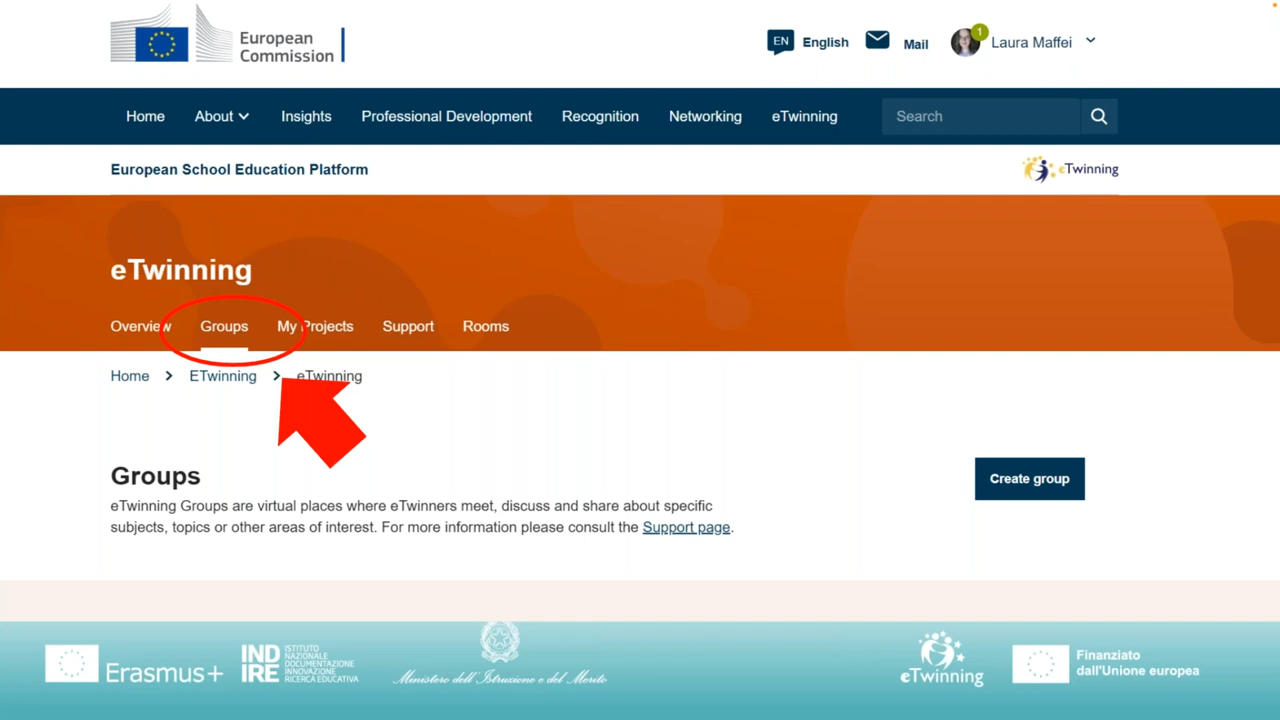 European
Commission
EN English Mail 1 Laura Maffei
Home About Insights Professional Development Recognition Networking eTwinning Search
European School Education Platform
eTwinning
eTwinning
Overview Groups My Projects Support Rooms
Home > ETwinning > eTwinning
Groups
Create group
eTwinning Groups are virtual places where eTwinners meet, discuss and share about specific
subjects, topics or other areas of interest. For more information please consult the Support page.
Erasmus+
IND
IRE
ISTITUTO
NAZIONALE
DOCUMENTAZIONE
INNOVAZIONE
RICERCA EDUCATIVA
Ministero dell'Istruzione e del Merito
eTwinning
Finanziato
dall'Unione europea